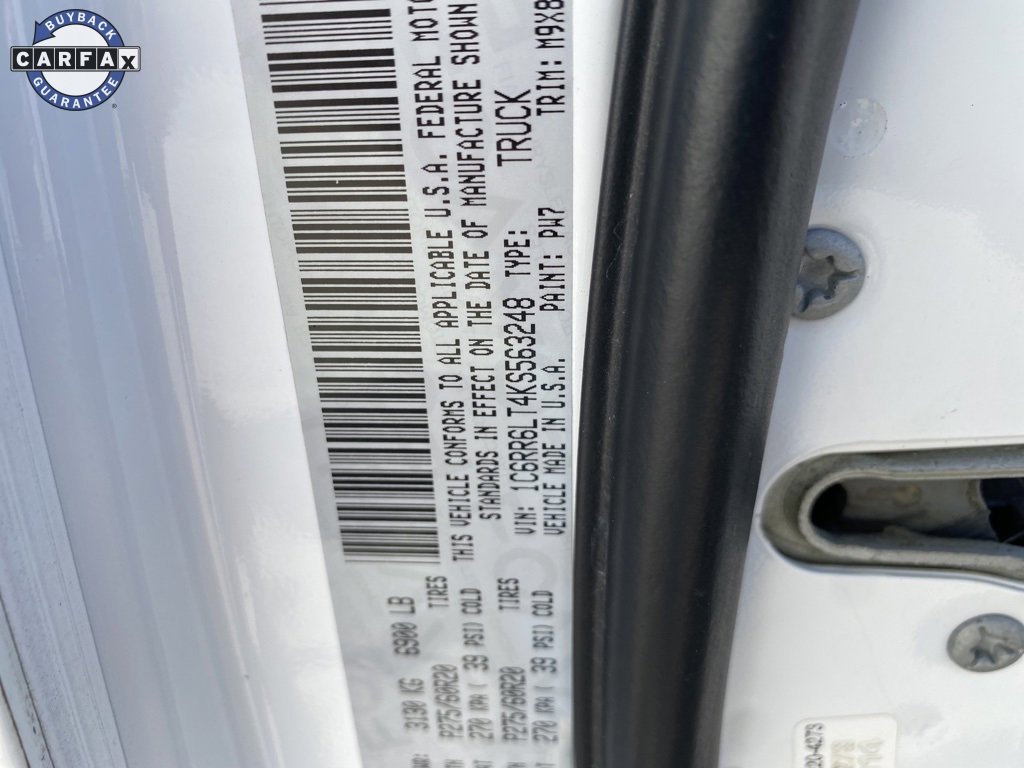 BUYBACK
CARFAX
GUARANTEE®
3130 KG 6900 LB
P275/60R20 TIRES
270 KPA ( 39 PSI) COLD
P275/60R20 TIRES
270 KPA ( 39 PSI) COLD
THIS VEHICLE CONFORMS TO ALL APPLICABLE U.S.A. FEDERAL
STANDARDS IN EFFECT ON THE DATE OF MANUFACTURE SHOWN
VIN: 1C6RR6LT4KS563248 TYPE: TRUCK
VEHICLE MADE IN U.S.A. PAINT: PW7 TRIM: M9X8
20-4273